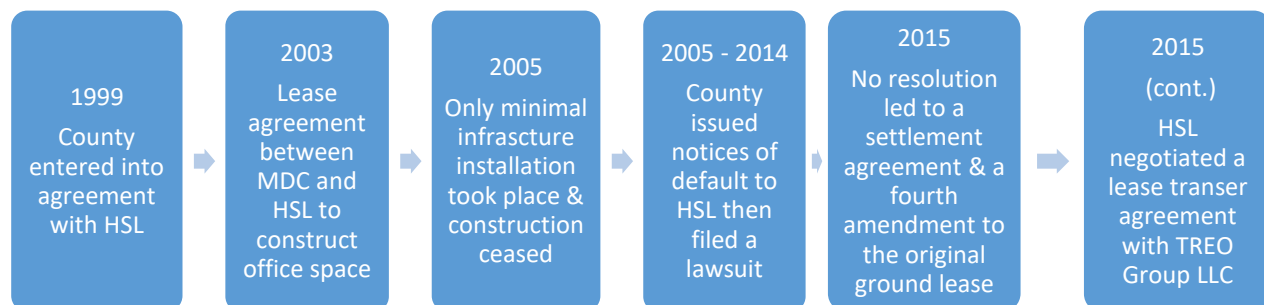 1999
County
entered into
agreement
with HSL
2003
Lease
agreement
between
MDC and
HSL to
construct
office space
2005
Only minimal
infrascture
installation
took place &
construction
ceased
2005 - 2014
County
issued
notices of
default to
HSL then
filed a
lawsuit
2015
No resolution
led to a
settlement
agreement & a
fourth
amendment to
the original
ground lease
2015
(cont.)
HSL
negotiated a
lease transer
agreement
with TREO
Group LLC